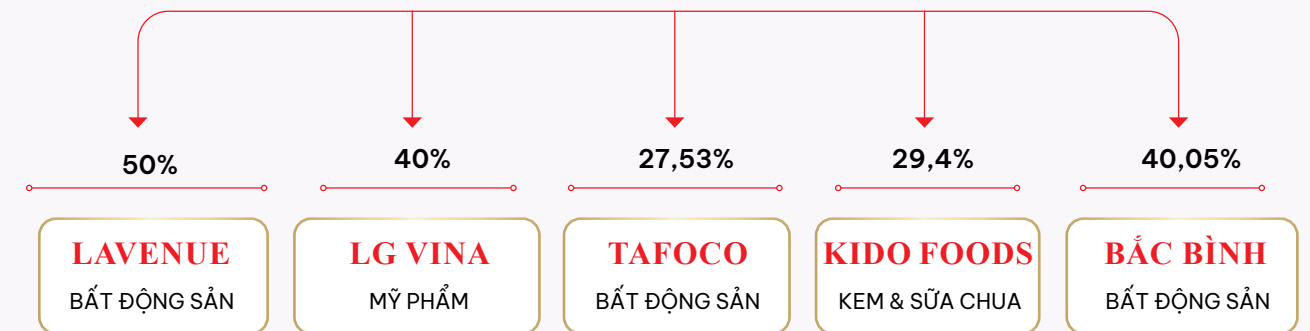 50%
40%
27,53%
29,4%
40,05%
LAVENUE
BẤT ĐỘNG SẢN
LG VINA
MỸ PHẨM
TAFOCO
BẤT ĐỘNG SẢN
KIDO FOODS
KEM & SỮA CHUA
BẮC BÌNH
BẤT ĐỘNG SẢN